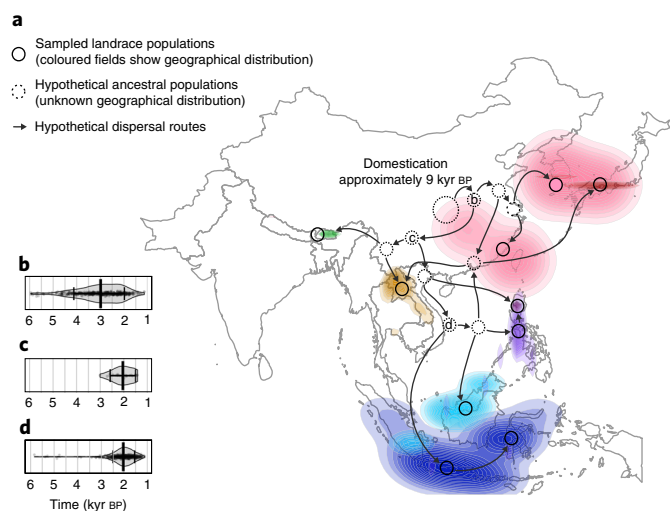 a
Sampled landrace populations
(coloured fields show geographical distribution)
Hypothetical ancestral populations
(unknown geographical distribution)
Hypothetical dispersal routes
Domestication
approximately 9 kyr BP
b
c
d
b
6 5 4 3 2 1
c
6 5 4 3 2 1
d
6 5 4 3 2 1
Time (kyr BP)